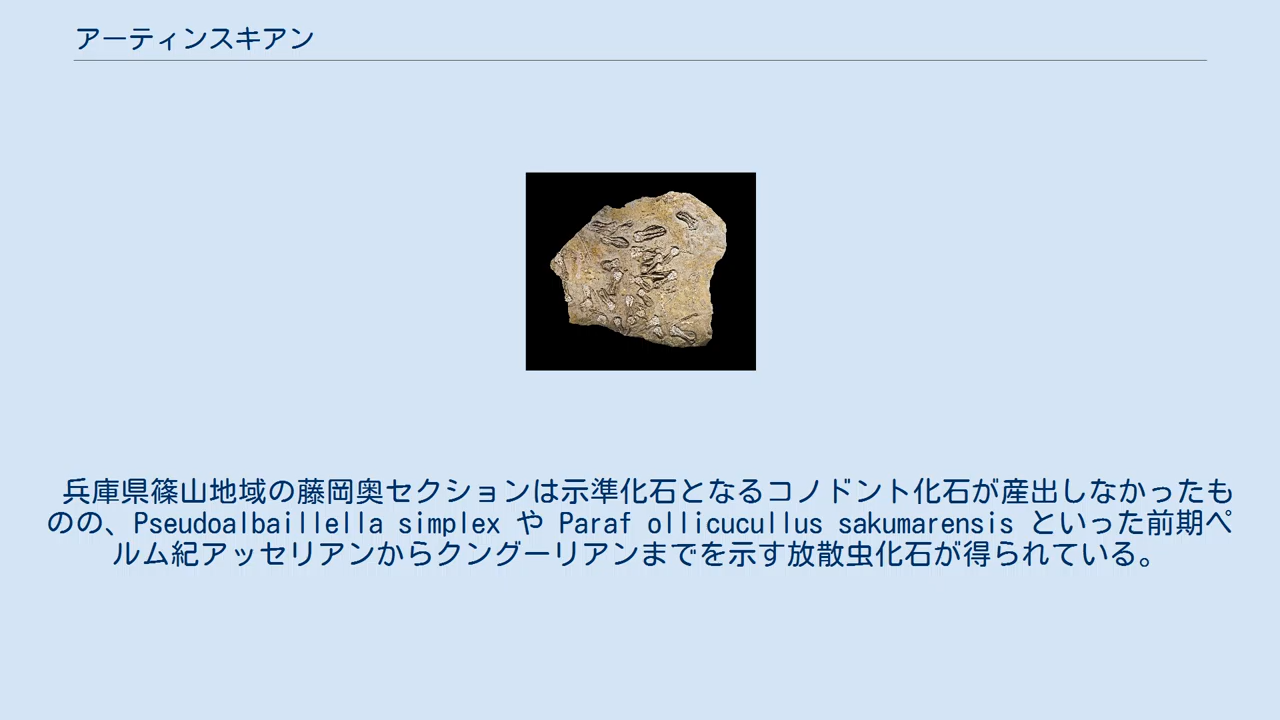 アーティンスキアン
兵庫県篠山地域の藤岡奥セクションは示準化石となるコノドント化石が産出しなかったも
のの、Pseudoalbaillella simplex や Paraf ollicucullus sakumarensis といった前期ペ
ルム紀アッセリアンからクングーリアンまでを示す放散虫化石が得られている。